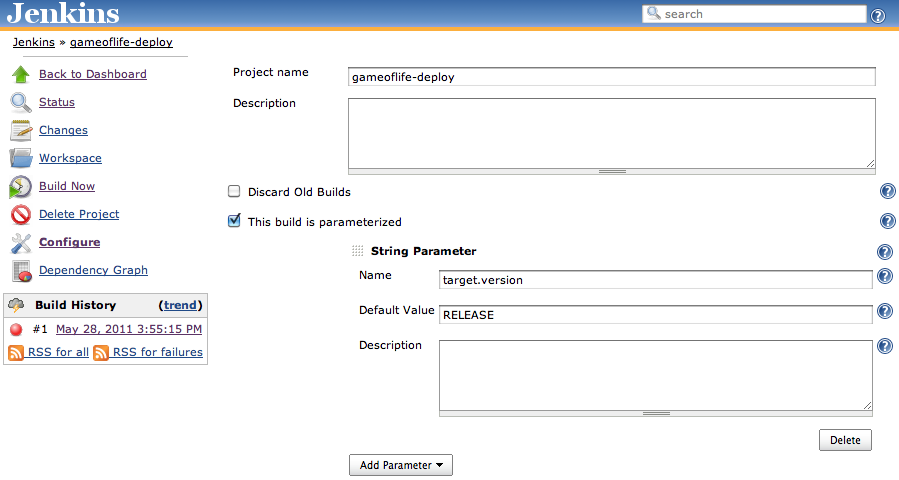 Jenkins
search
Jenkins » gameoflife-deploy
Back to Dashboard
Status
Changes
Workspace
Build Now
Delete Project
Configure
Dependency Graph
Build History (trend)
#1 May 28, 2011 3:55:15 PM
RSS for all RSS for failures
Project name gameoflife-deploy
Description
Discard Old Builds
This build is parameterized
String Parameter
Name target.version
Default Value RELEASE
Description
Delete
Add Parameter